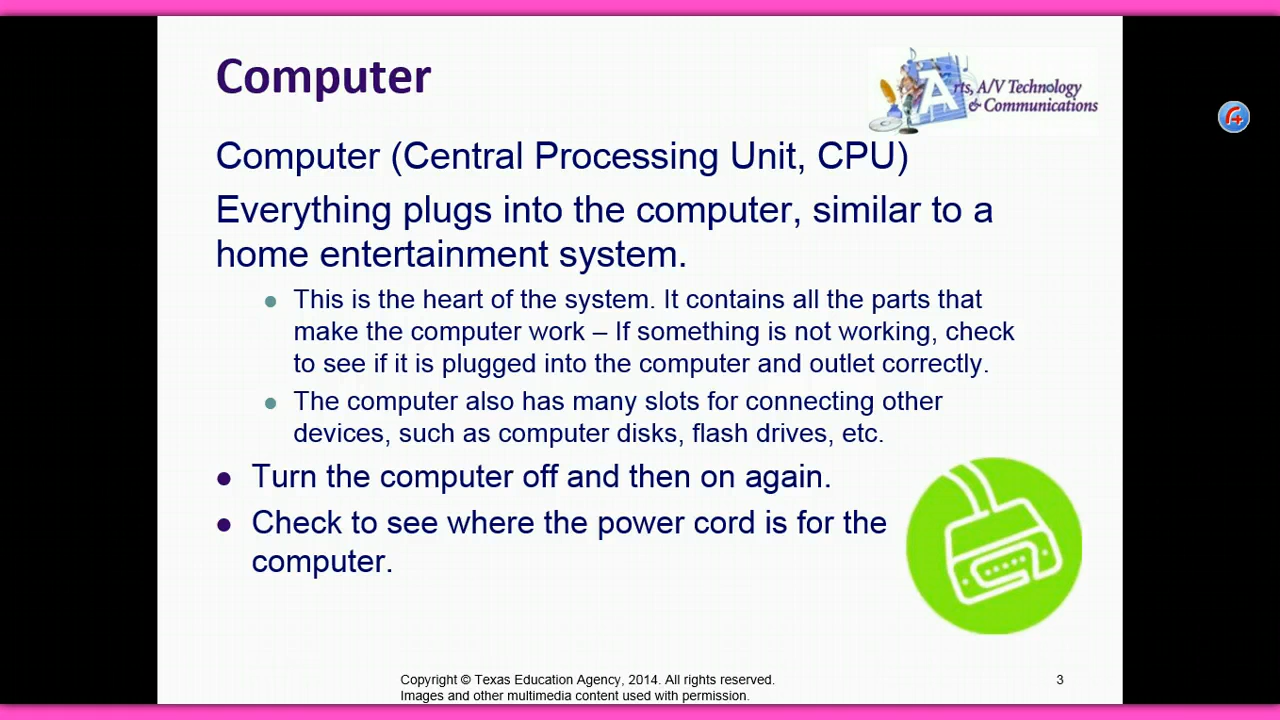 Computer
Arts, A/V Technology
& Communications
Computer (Central Processing Unit, CPU)
Everything plugs into the computer, similar to a
home entertainment system.
This is the heart of the system. It contains all the parts that
make the computer work – If something is not working, check
to see if it is plugged into the computer and outlet correctly.
The computer also has many slots for connecting other
devices, such as computer disks, flash drives, etc.
Turn the computer off and then on again.
Check to see where the power cord is for the
computer.
Copyright © Texas Education Agency, 2014. All rights reserved.
Images and other multimedia content used with permission.
3